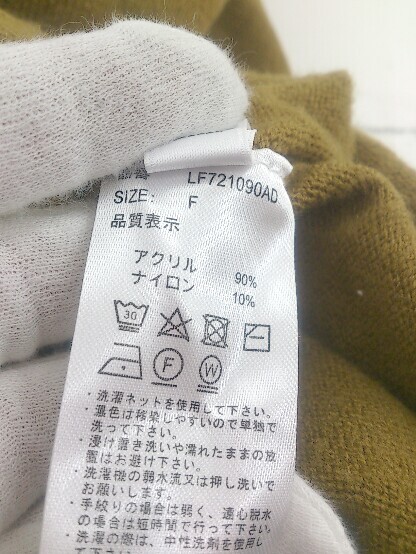 LF721090AD
SIZE: F
品質表示
アクリル 90%
ナイロン 10%
30
F W
・洗濯ネットを使用して下さい。
・濃色は移染しやすいので単独で
洗って下さい。
・浸け置き洗いや濡れたままの放
置はお避け下さい。
・洗濯機の弱水流又は押し洗いで
お願いします。
・手絞りの場合は弱く、遠心脱水
の場合は短時間で行って下さい。
・洗濯の際は、中性洗剤を使用し
て下さい。